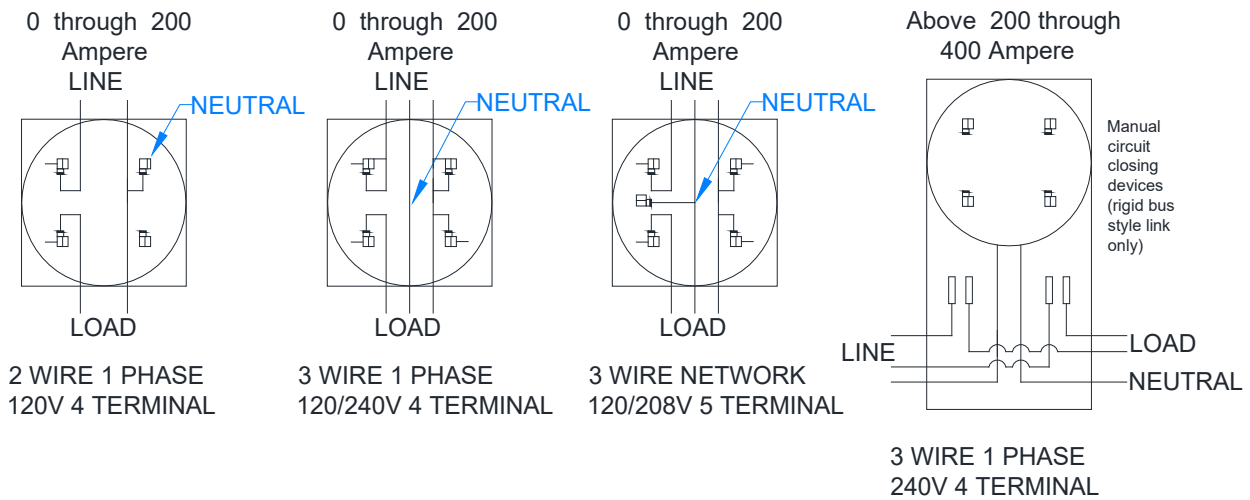 0 through 200
Ampere
LINE
NEUTRAL
LOAD
2 WIRE 1 PHASE
120V 4 TERMINAL
0 through 200
Ampere
LINE
NEUTRAL
LOAD
3 WIRE 1 PHASE
120/240V 4 TERMINAL
0 through 200
Ampere
LINE
NEUTRAL
LOAD
3 WIRE NETWORK
120/208V 5 TERMINAL
Above 200 through
400 Ampere
Manual
circuit
closing
devices
(rigid bus
style link
only)
LINE
LOAD
NEUTRAL
3 WIRE 1 PHASE
240V 4 TERMINAL